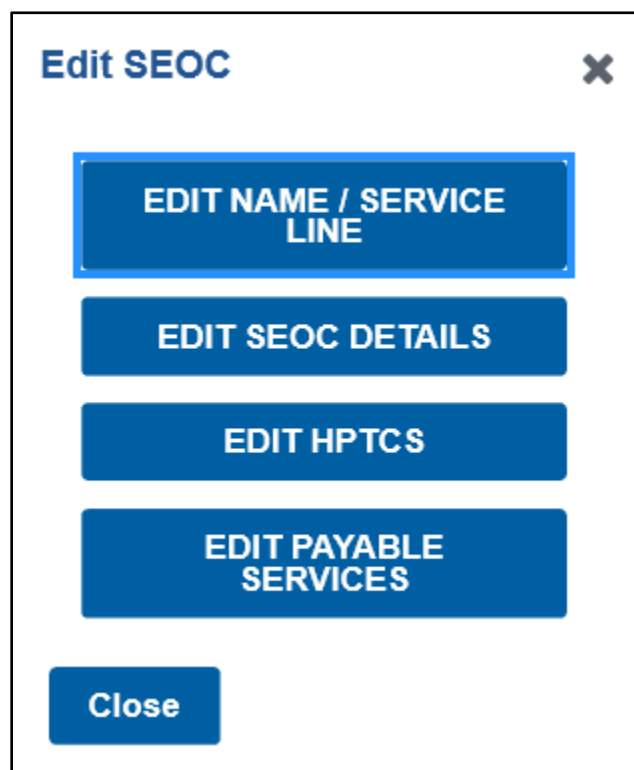 Edit SEOC
EDIT NAME / SERVICE
LINE
EDIT SEOC DETAILS
EDIT HPTCS
EDIT PAYABLE
SERVICES
Close